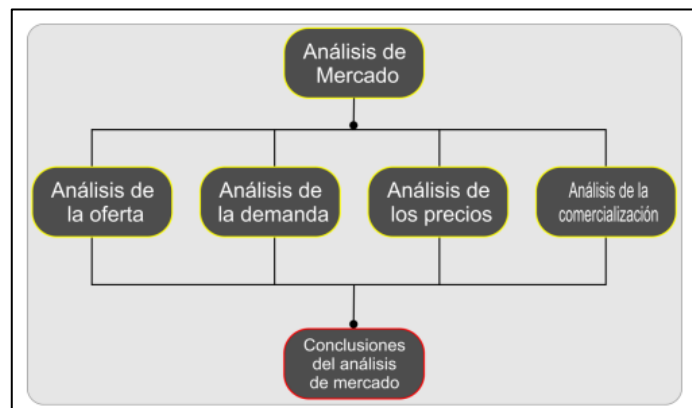 Análisis de
Mercado
Análisis de
la oferta
Análisis de
la demanda
Análisis de
los precios
Análisis de la
comercialización
Conclusiones
del análisis
de mercado